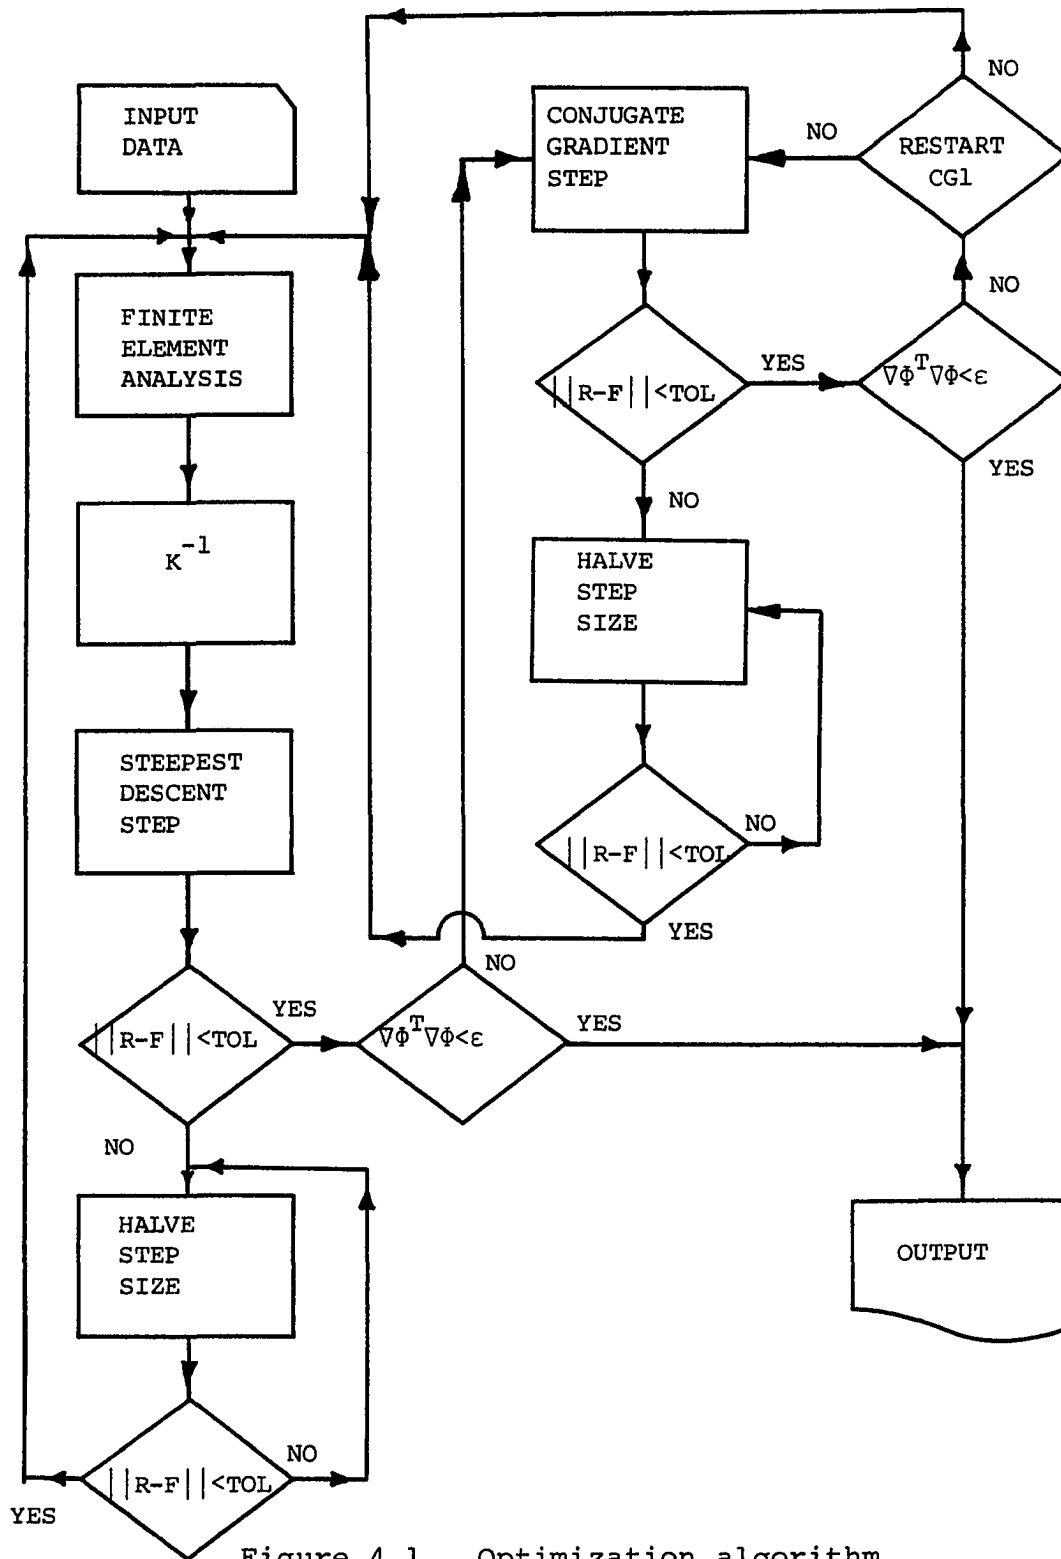 INPUT
DATA
FINITE
ELEMENT
ANALYSIS
K⁻¹
STEEPEST
DESCENT
STEP
||R-F||<TOL
YES
NO
HALVE
STEP
SIZE
||R-F||<TOL
NO
YES
∇Φᵀ∇Φ<ε
NO
YES
CONJUGATE
GRADIENT
STEP
||R-F||<TOL
YES
NO
HALVE
STEP
SIZE
||R-F||<TOL
NO
YES
∇Φᵀ∇Φ<ε
NO
YES
RESTART
CG1
NO
NO
OUTPUT
Figure 4.1 Optimization algorithm